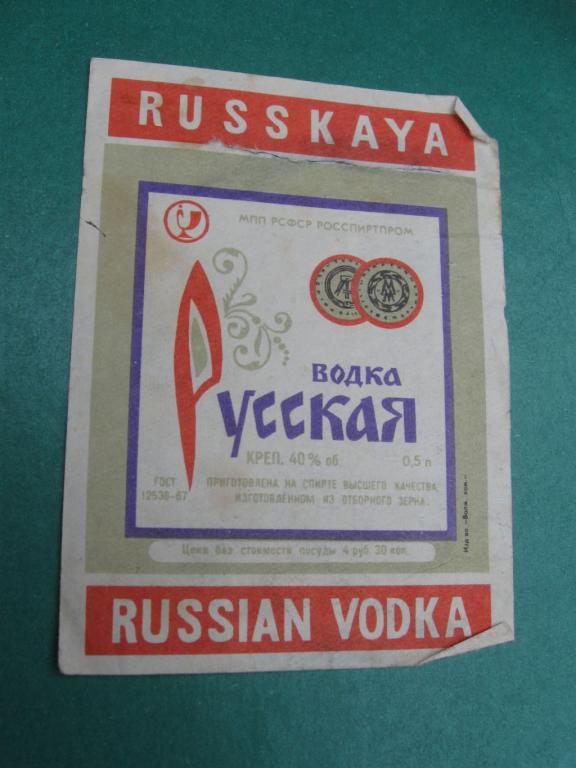 RUSSKAYA
МПП РСФСР РОССПИРТПРОМ
ВОДКА
Русская
КРЕП. 40% об. 0,5 л
ГОСТ 12538-67
ПРИГОТОВЛЕНА НА СПИРТЕ ВЫСШЕГО КАЧЕСТВА,
ИЗГОТОВЛЕННОМ ИЗ ОТБОРНОГО ЗЕРНА.
Цена без стоимости посуды 4 руб. 30 коп.
RUSSIAN VODKA